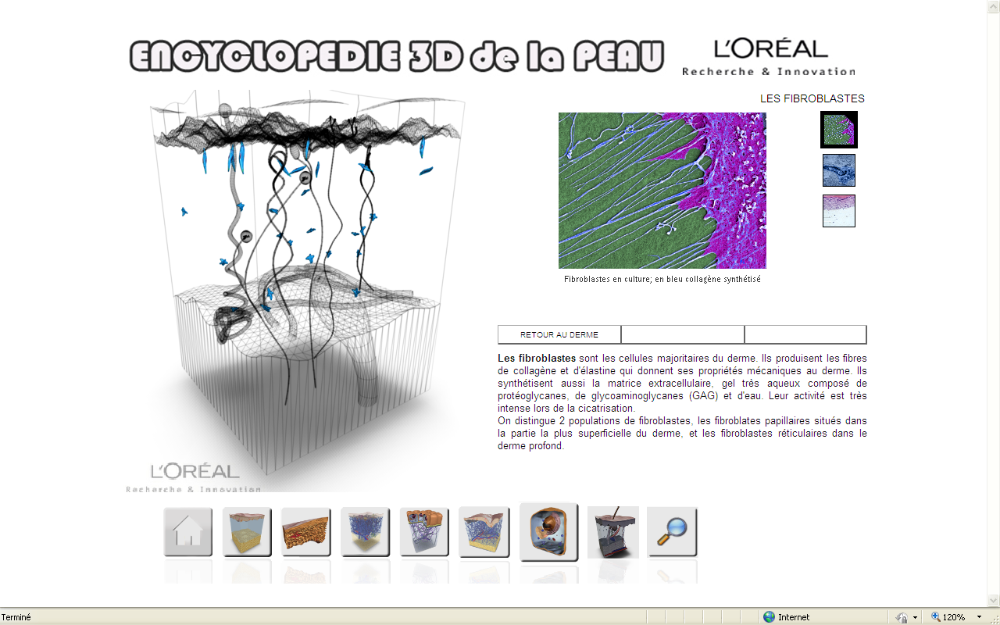 ENCYCLOPEDIE 3D de la PEAU
L'ORÉAL
Recherche & Innovation
LES FIBROBLASTES
Fibroblastes en culture; en bleu collagène synthétisé
RETOUR AU DERME
Les fibroblastes sont les cellules majoritaires du derme. Ils produisent les fibres
de collagène et d'élastine qui donnent ses propriétés mécaniques au derme. Ils
synthétisent aussi la matrice extracellulaire, gel très aqueux composé de
protéoglycanes, de glycoaminoglycanes (GAG) et d'eau. Leur activité est très
intense lors de la cicatrisation.
On distingue 2 populations de fibroblastes, les fibroblates papillaires situés dans
la partie la plus superficielle du derme, et les fibroblastes réticulaires dans le
derme profond.
L'ORÉAL
Recherche & Innovation
Terminé
Internet
120%